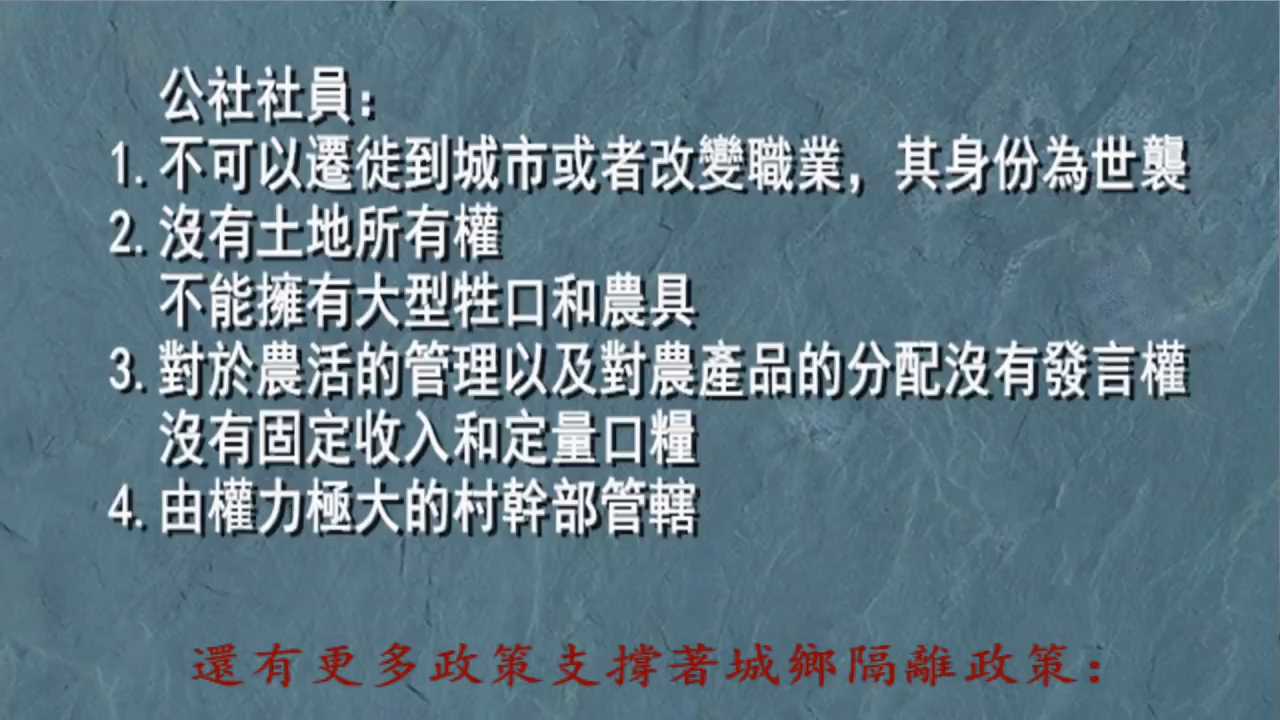 公社社員：
1. 不可以遷徙到城市或者改變職業，其身份為世襲
2. 沒有土地所有權
不能擁有大型牲口和農具
3. 對於農活的管理以及對農產品的分配沒有發言權
沒有固定收入和定量口糧
4. 由權力極大的村幹部管轄
還有更多政策支撐著城鄉隔離政策：